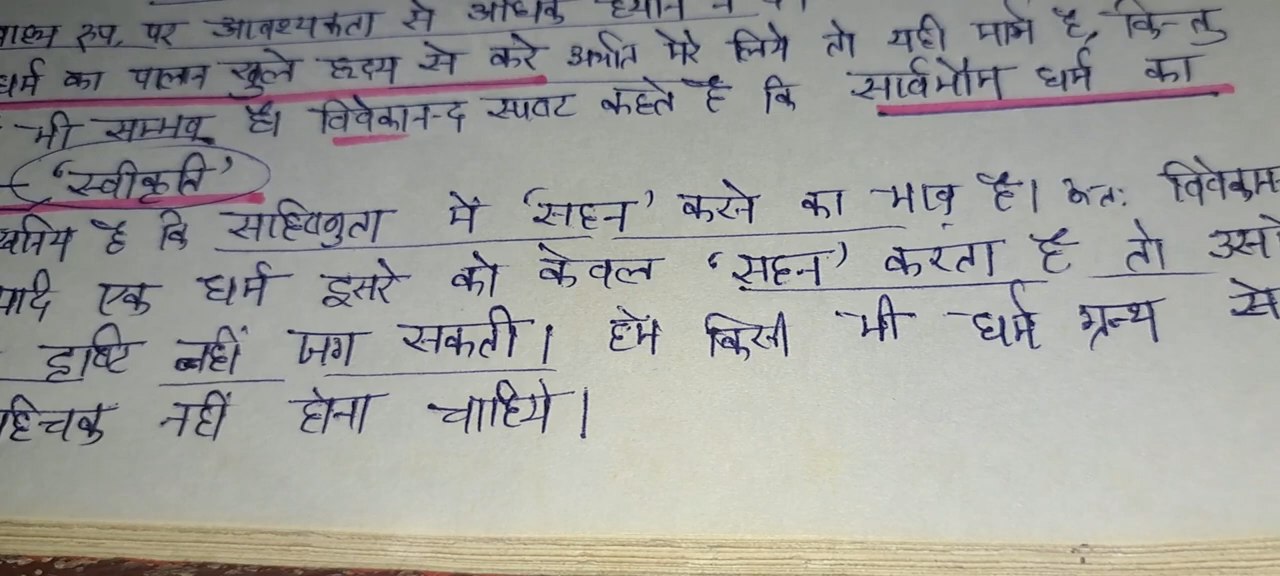 बाह्य रूप, पर आवश्यकता से अधिक ध्यान न
धर्म का पालन खुले हृदय से करे अर्थात मेरे लिये तो यही मार्ग है, किन्तु
भी सम्भव है। विवेकानन्द स्पष्ट कहते है कि सार्वभौम धर्म का
'स्वीकृति'
है कि सहिष्णुता में 'सहन' करने का भाव है। अतः विवेकान
यदि एक धर्म दूसरे को केवल 'सहन' करता है तो उस
दृष्टि नहीं जग सकती। हमे किसी भी धर्म ग्रन्थ से
हिचक नहीं होना चाहिये।